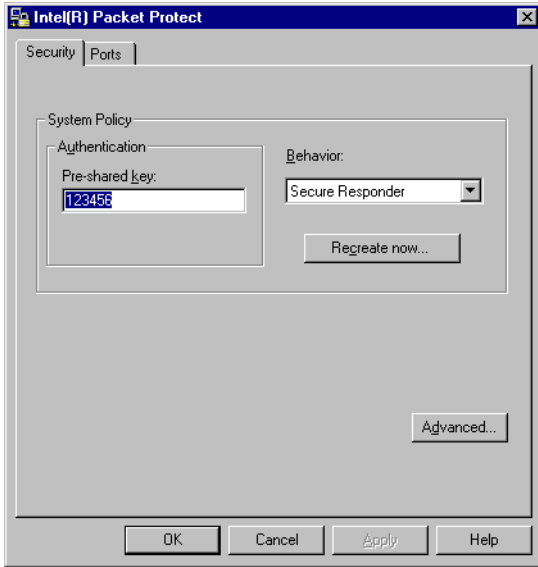 Intel(R) Packet Protect
Security
Ports
System Policy
Authentication
Pre-shared key:
123456
Behavior:
Secure Responder
Recreate now...
Advanced...
OK
Cancel
Apply
Help